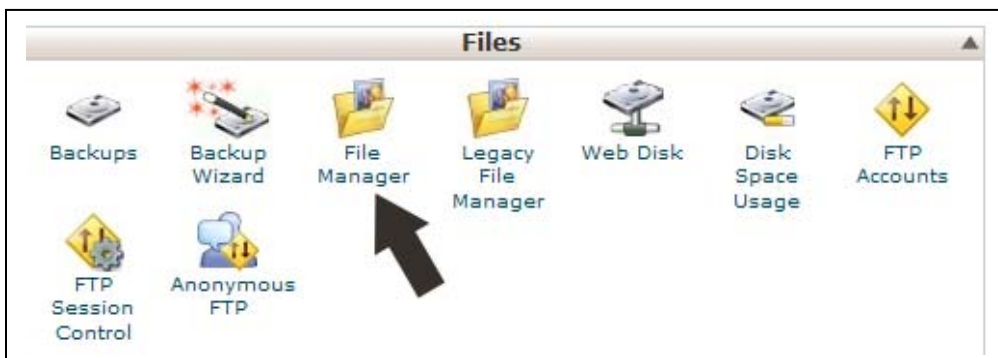 Files
Backups
Backup
Wizard
File
Manager
Legacy
File
Manager
Web Disk
Disk
Space
Usage
FTP
Accounts
FTP
Session
Control
Anonymous
FTP